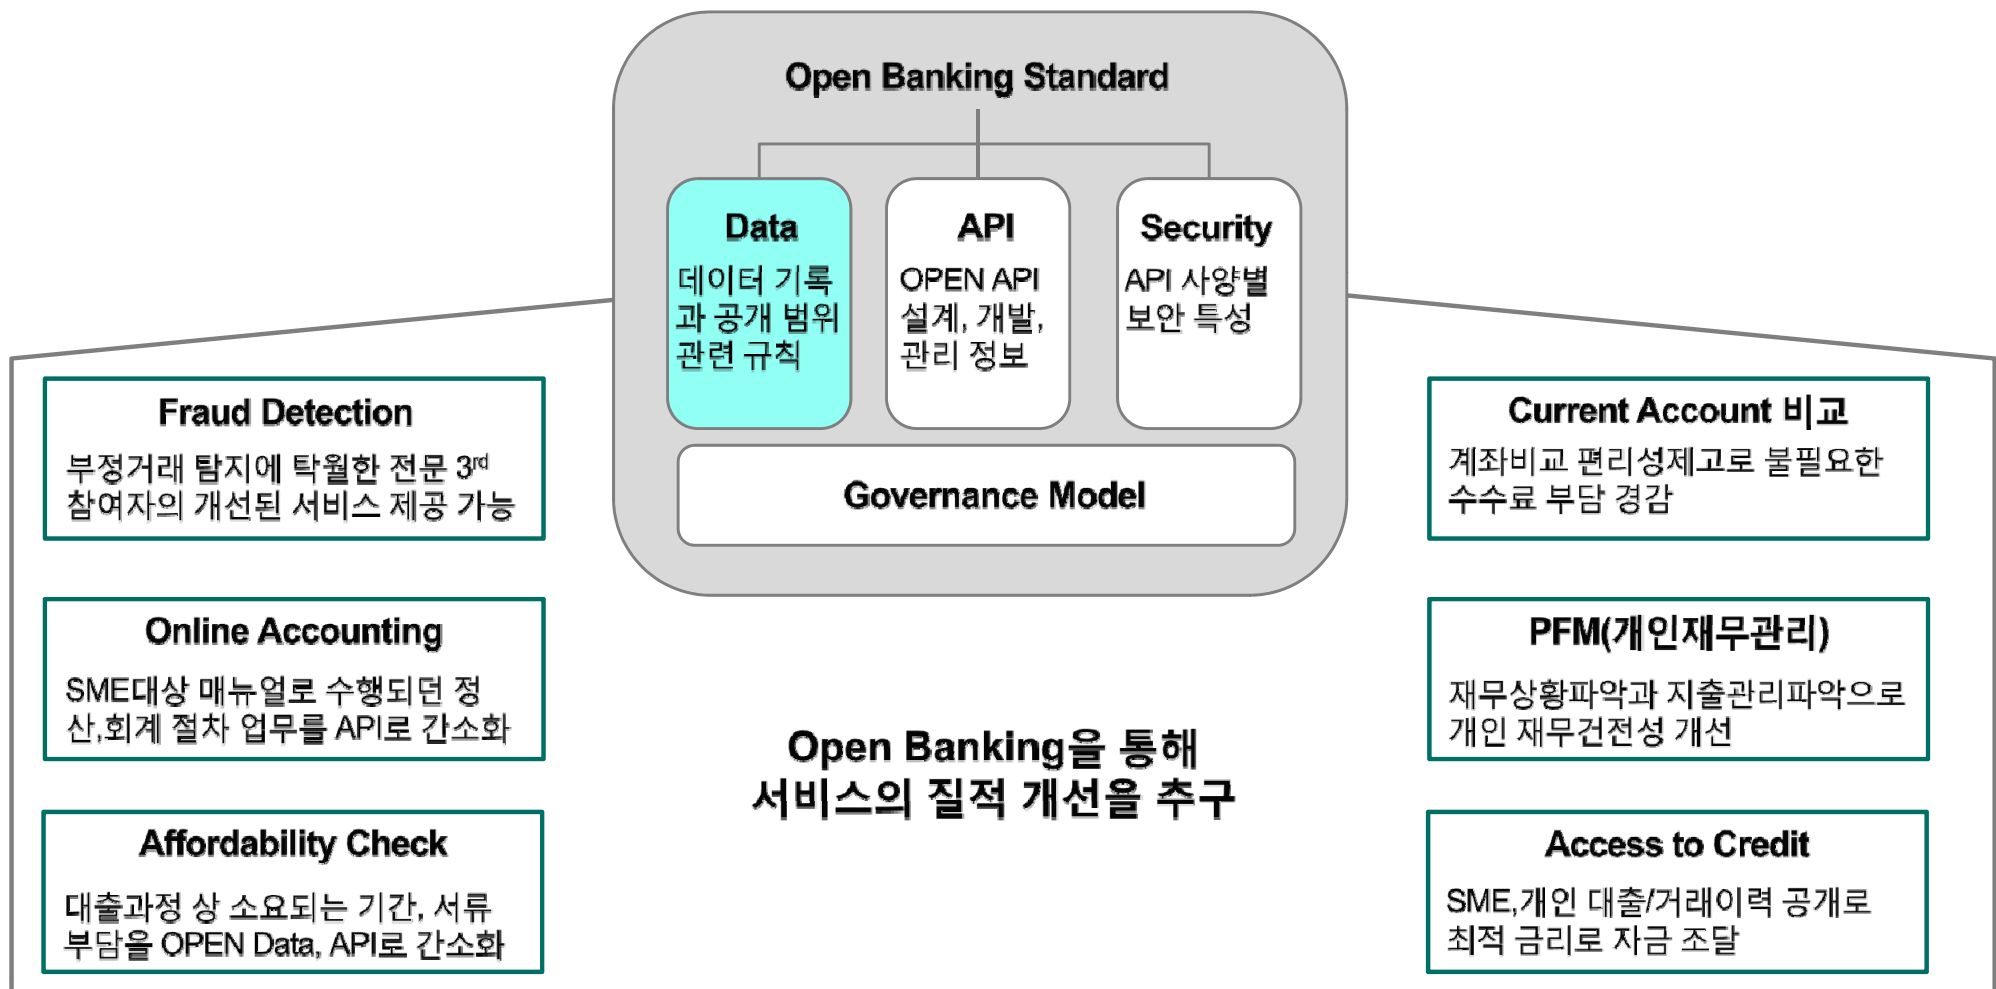 Open Banking Standard
Data
데이터 기록
과 공개 범위
관련 규칙
API
OPEN API
설계, 개발,
관리 정보
Security
API 사양별
보안 특성
Governance Model
Fraud Detection
부정거래 탐지에 탁월한 전문 3rd
참여자의 개선된 서비스 제공 가능
Online Accounting
SME대상 매뉴얼로 수행되던 정
산,회계 절차 업무를 API로 간소화
Affordability Check
대출과정 상 소요되는 기간, 서류
부담을 OPEN Data, API로 간소화
Open Banking을 통해
서비스의 질적 개선을 추구
Current Account 비교
계좌비교 편리성제고로 불필요한
수수료 부담 경감
PFM(개인재무관리)
재무상황파악과 지출관리파악으로
개인 재무건전성 개선
Access to Credit
SME,개인 대출/거래이력 공개로
최적 금리로 자금 조달